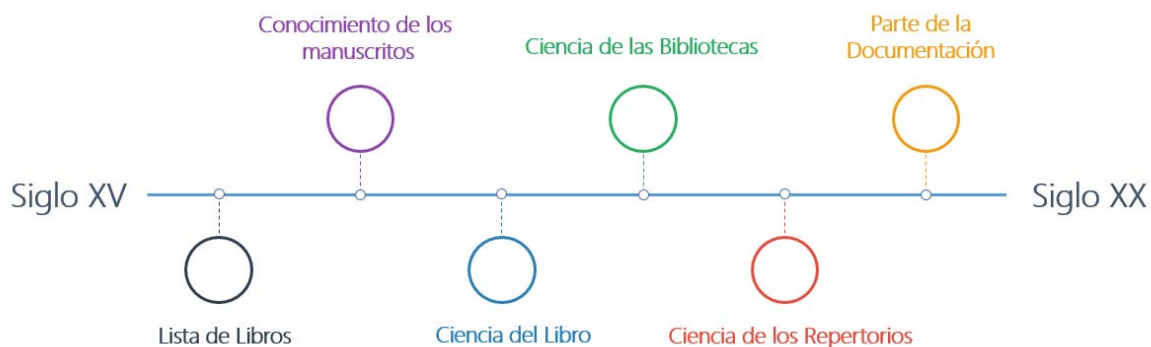 Conocimiento de los
manuscritos
Ciencia de las Bibliotecas
Parte de la
Documentación
Siglo XV
Siglo XX
Lista de Libros
Ciencia del Libro
Ciencia de los Repertorios